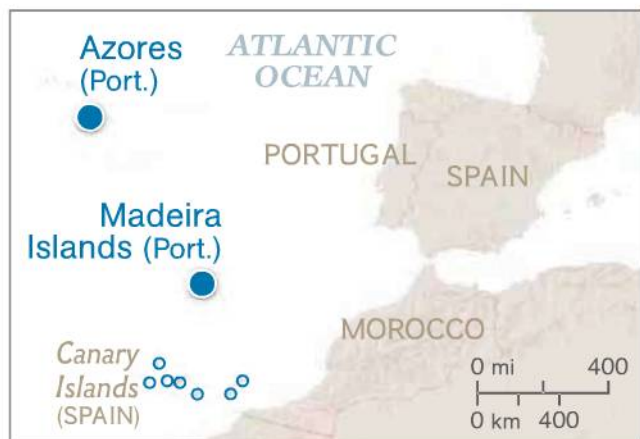 Azores
(Port.)
ATLANTIC
OCEAN
PORTUGAL
SPAIN
Madeira
Islands (Port.)
MOROCCO
Canary
Islands
(SPAIN)
0 mi 400
0 km 400